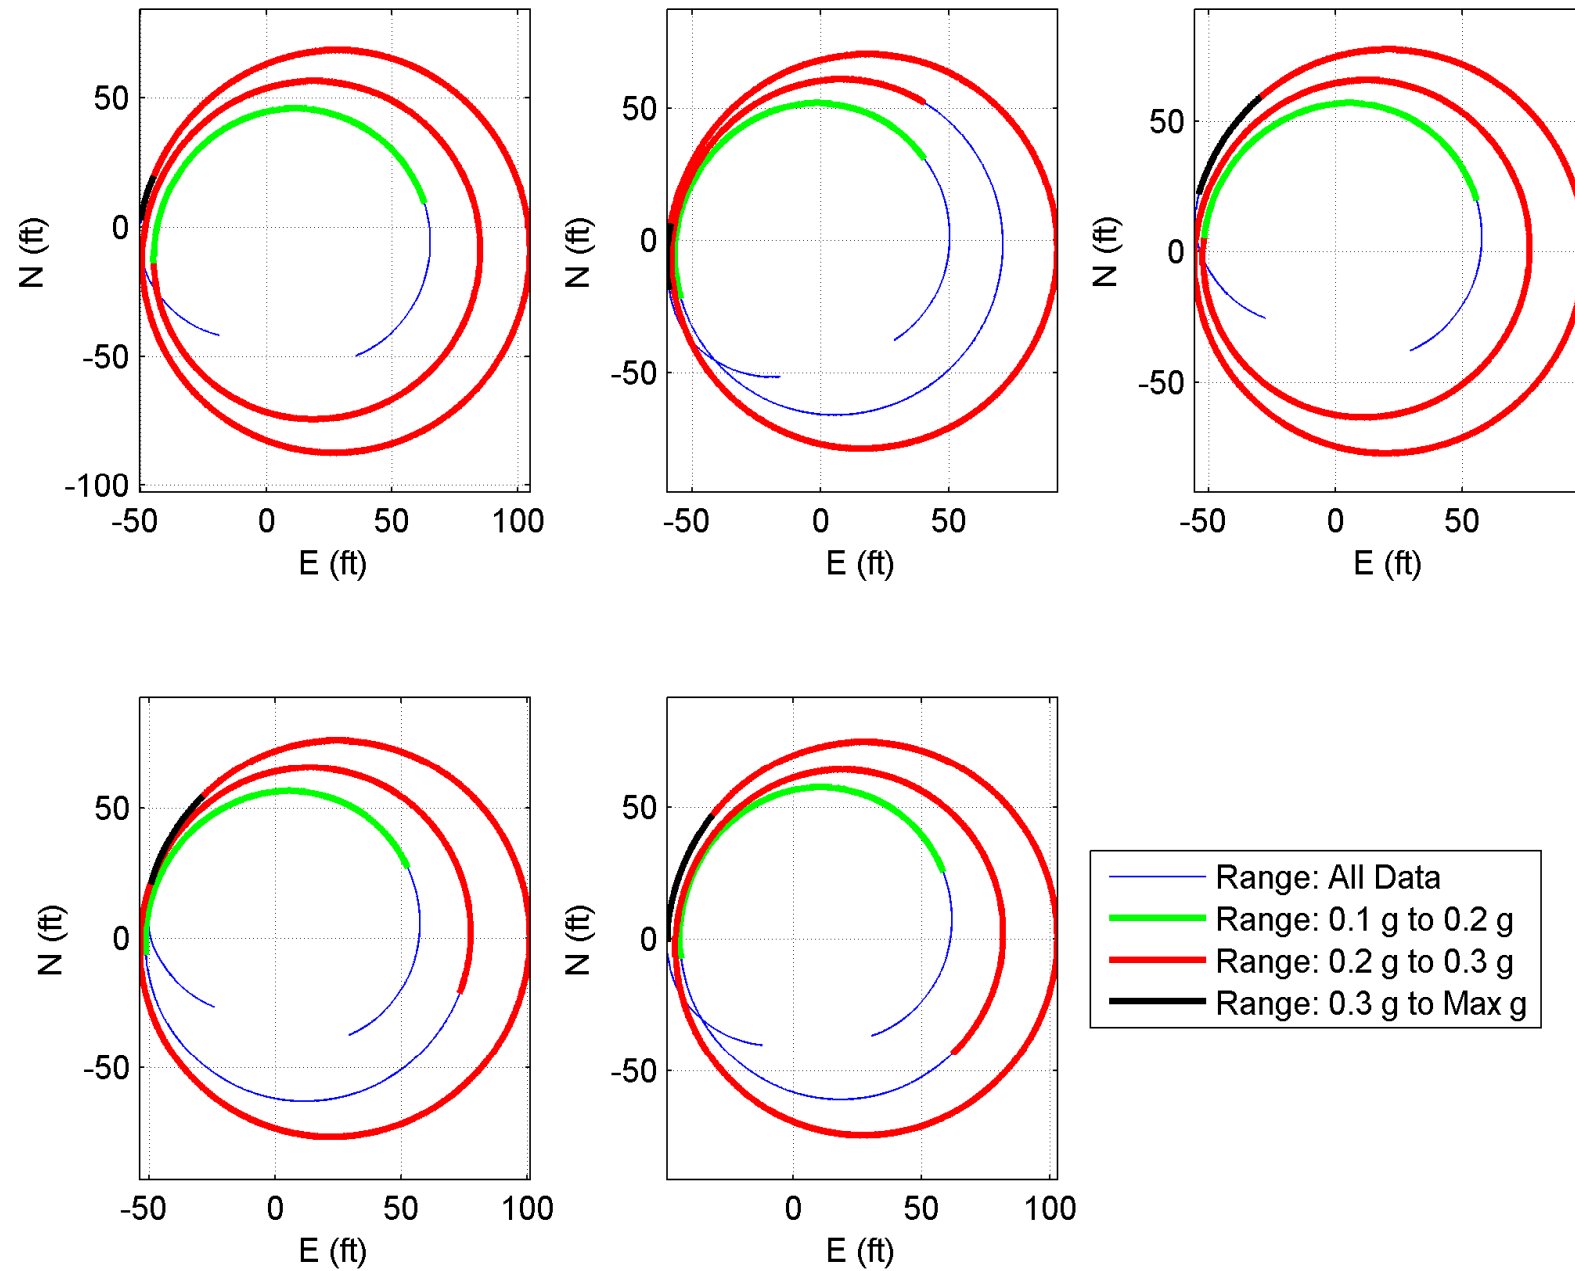 50
0
-50
-100
N (ft)
-50 0 50 100
E (ft)
50
0
-50
N (ft)
-50 0 50
E (ft)
50
0
-50
N (ft)
-50 0 50
E (ft)
50
0
-50
N (ft)
-50 0 50 100
E (ft)
50
0
-50
N (ft)
0 50 100
E (ft)
Range: All Data
Range: 0.1 g to 0.2 g
Range: 0.2 g to 0.3 g
Range: 0.3 g to Max g